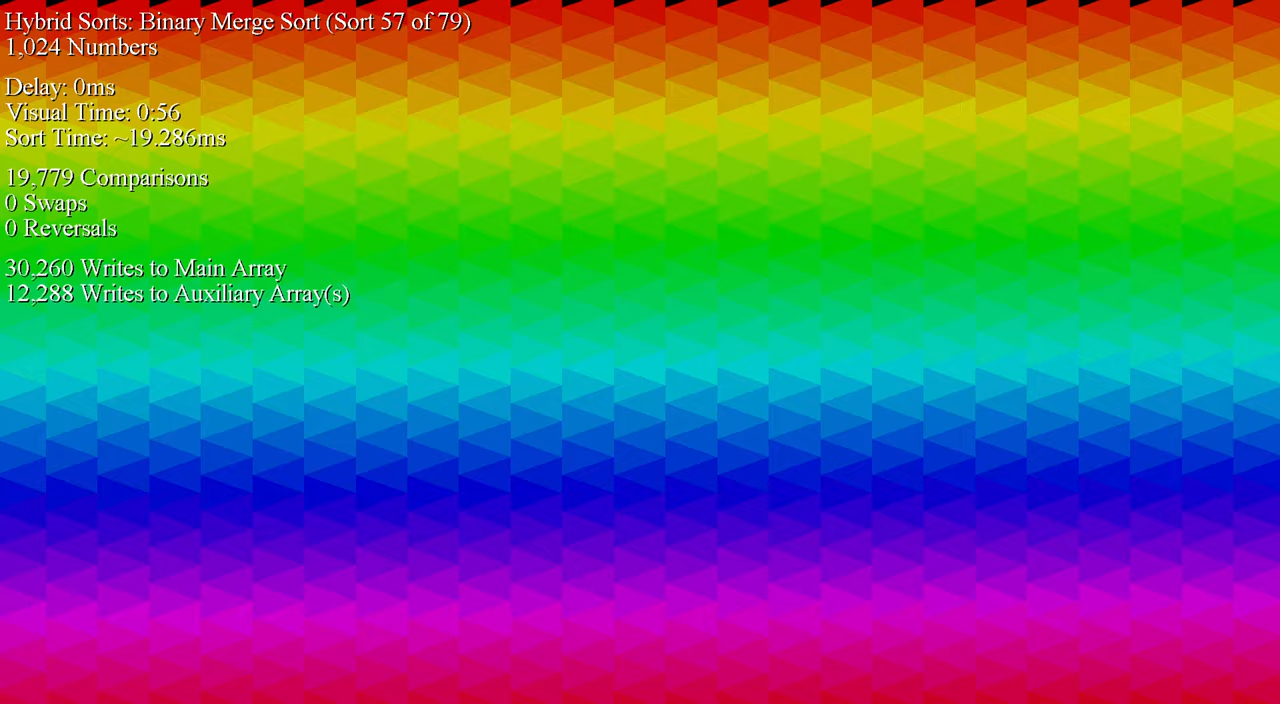 Hybrid Sorts: Binary Merge Sort (Sort 57 of 79)
1,024 Numbers
Delay: 0ms
Visual Time: 0:56
Sort Time: ~19.286ms
19,779 Comparisons
0 Swaps
0 Reversals
30,260 Writes to Main Array
12,288 Writes to Auxiliary Array(s)